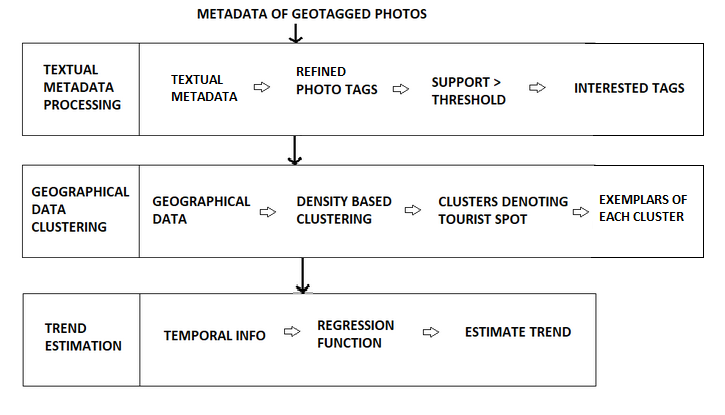 METADATA OF GEOTAGGED PHOTOS
TEXTUAL
METADATA
PROCESSING
TEXTUAL
METADATA
REFINED
PHOTO TAGS
SUPPORT >
THRESHOLD
INTERESTED TAGS
GEOGRAPHICAL
DATA
CLUSTERING
GEOGRAPHICAL
DATA
DENSITY BASED
CLUSTERING
CLUSTERS DENOTING
TOURIST SPOT
EXEMPLARS OF
EACH CLUSTER
TREND
ESTIMATION
TEMPORAL INFO
REGRESSION
FUNCTION
ESTIMATE TREND